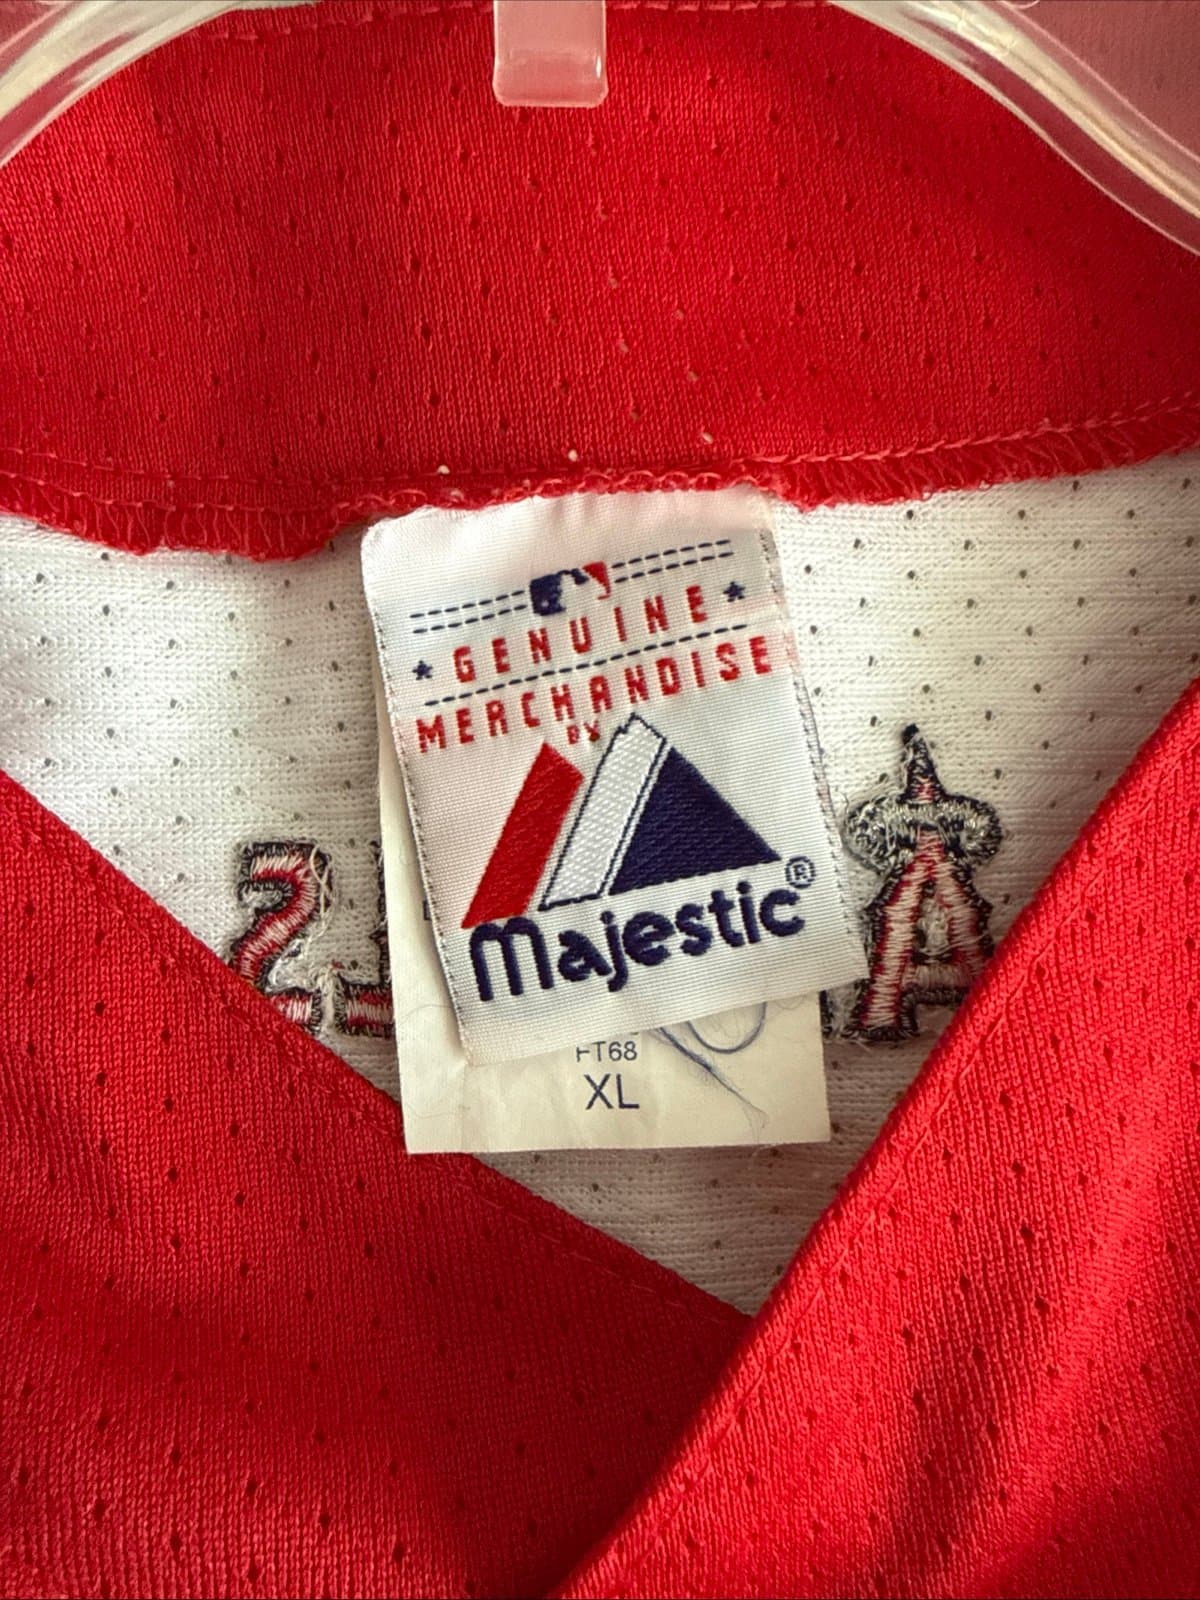 GENUINE
MERCHANDISE
BY
Majestic®
FT68
XL